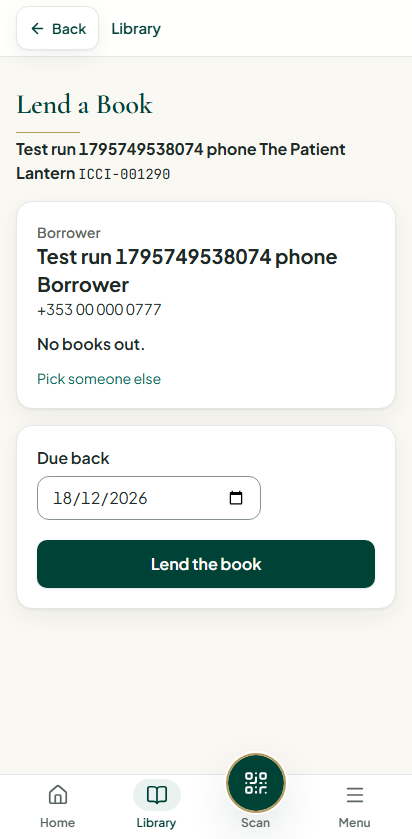 Back
Library
Lend a Book
Test run 1795749538074 phone The Patient
Lantern ICCI-001290
Borrower
Test run 1795749538074 phone
Borrower
+353 00 000 0777
No books out.
Pick someone else
Due back
18/12/2026
Lend the book
Home
Library
Scan
Menu